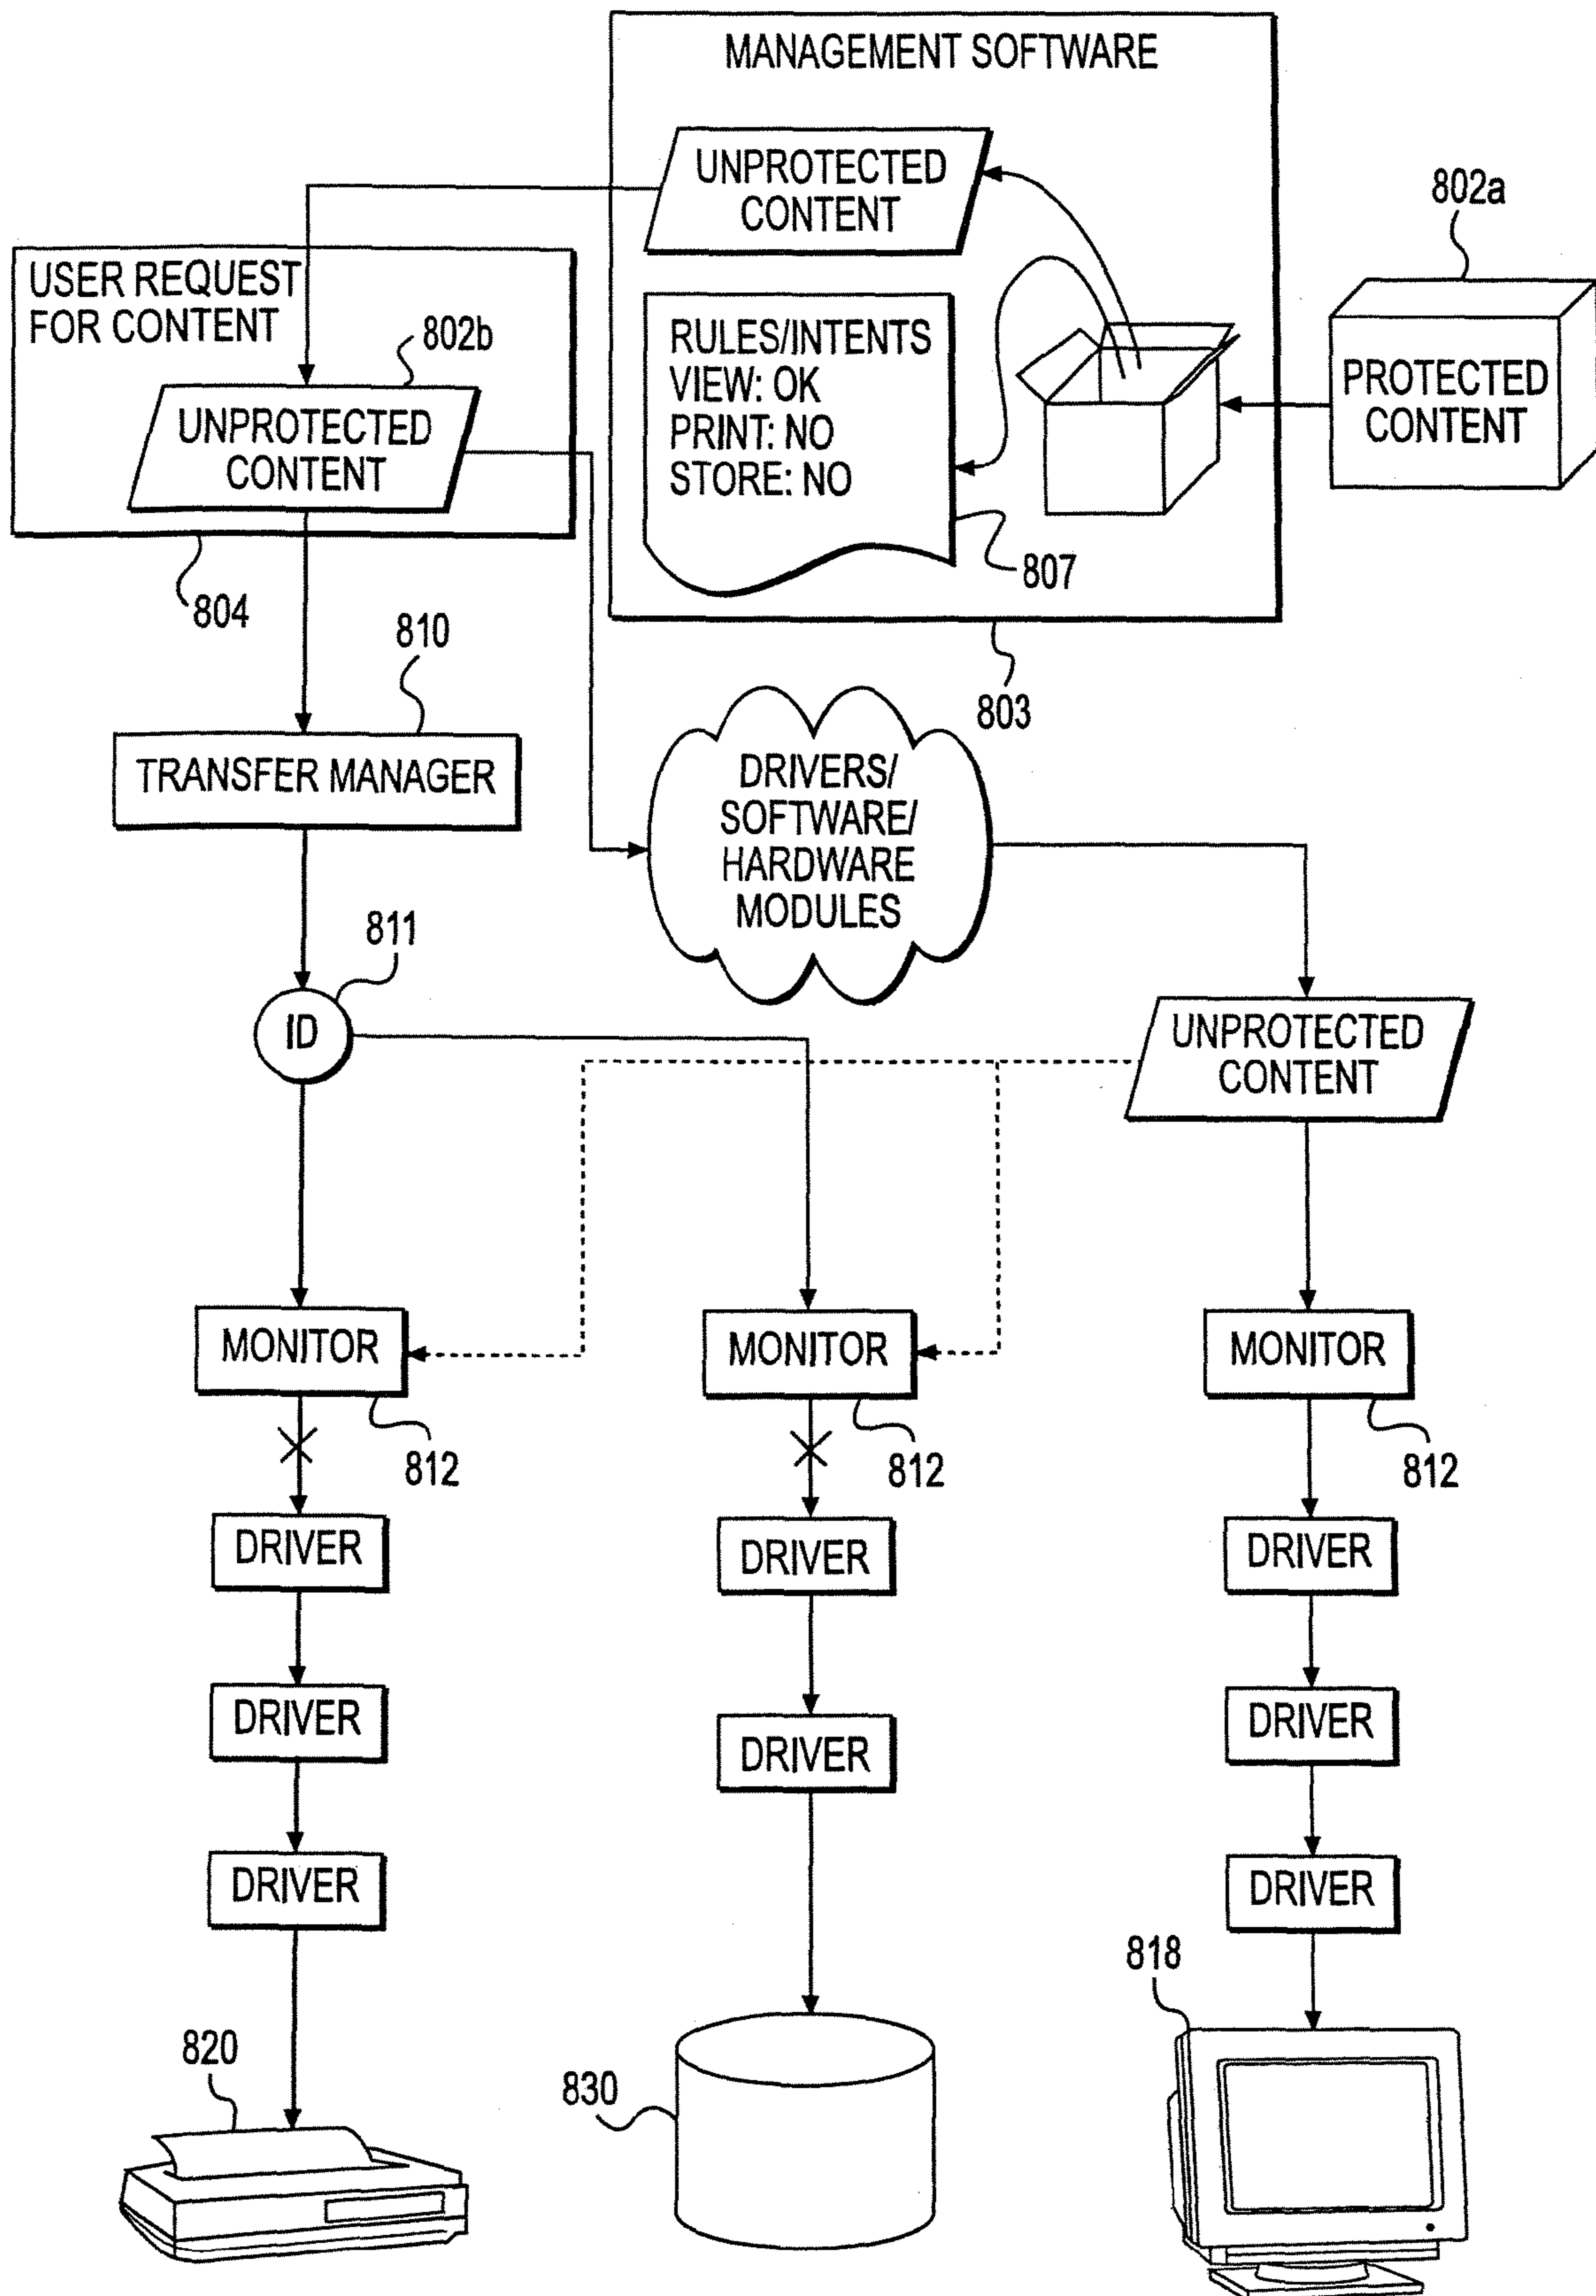 MANAGEMENT SOFTWARE
UNPROTECTED
CONTENT
802a
USER REQUEST
FOR CONTENT
802b
UNPROTECTED
CONTENT
RULES/INTENTS
VIEW: OK
PRINT: NO
STORE: NO
PROTECTED
CONTENT
807
804
803
810
TRANSFER MANAGER
DRIVERS/
SOFTWARE/
HARDWARE
MODULES
811
ID
UNPROTECTED
CONTENT
MONITOR
MONITOR
MONITOR
812
812
812
DRIVER
DRIVER
DRIVER
DRIVER
DRIVER
DRIVER
DRIVER
DRIVER
818
820
830